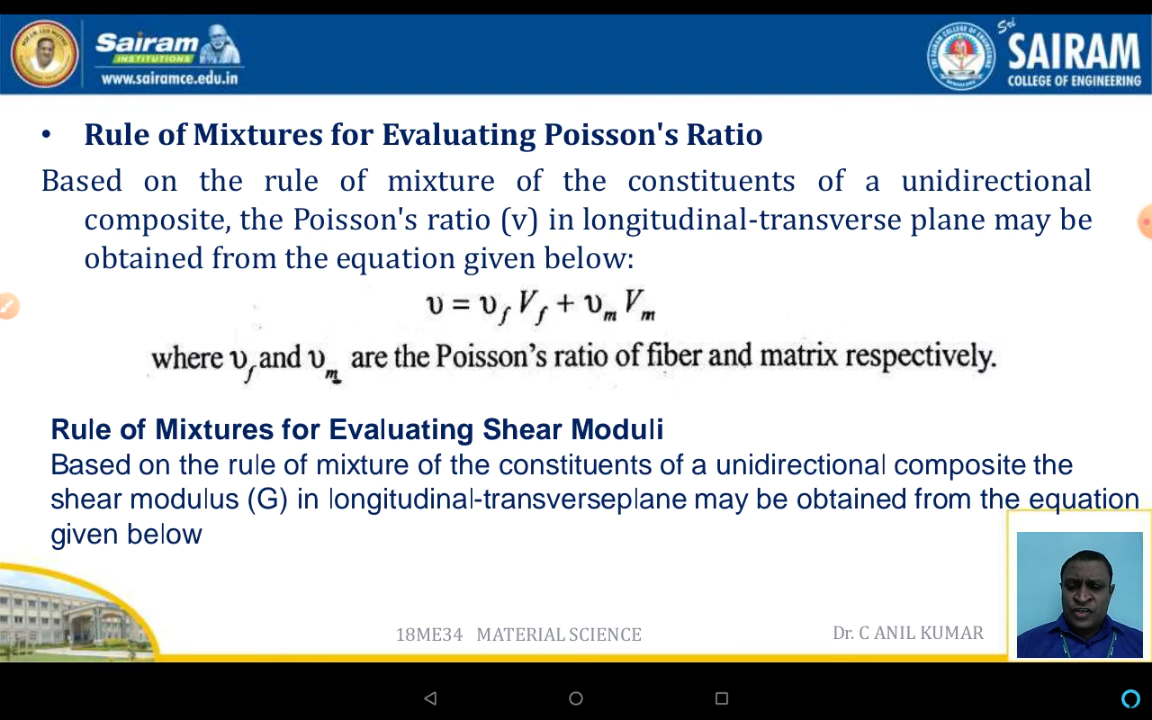 Sairam
INSTITUTIONS
www.sairamce.edu.in
Sri
SAIRAM
COLLEGE OF ENGINEERING
• Rule of Mixtures for Evaluating Poisson's Ratio
Based on the rule of mixture of the constituents of a unidirectional
composite, the Poisson's ratio (v) in longitudinal-transverse plane may be
obtained from the equation given below:
υ = υf Vf + υm Vm
where υf and υm are the Poisson's ratio of fiber and matrix respectively.
Rule of Mixtures for Evaluating Shear Moduli
Based on the rule of mixture of the constituents of a unidirectional composite the
shear modulus (G) in longitudinal-transverseplane may be obtained from the equation
given below
18ME34 MATERIAL SCIENCE
Dr. C ANIL KUMAR